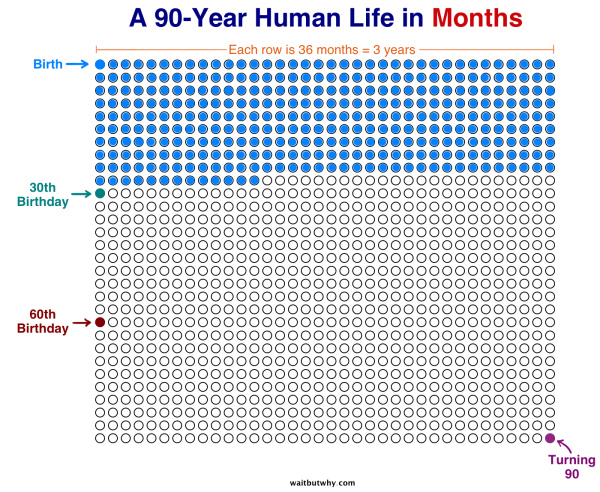 A 90-Year Human Life in Months
Each row is 36 months = 3 years
Birth
30th
Birthday
60th
Birthday
Turning
90
waitbutwhy.com